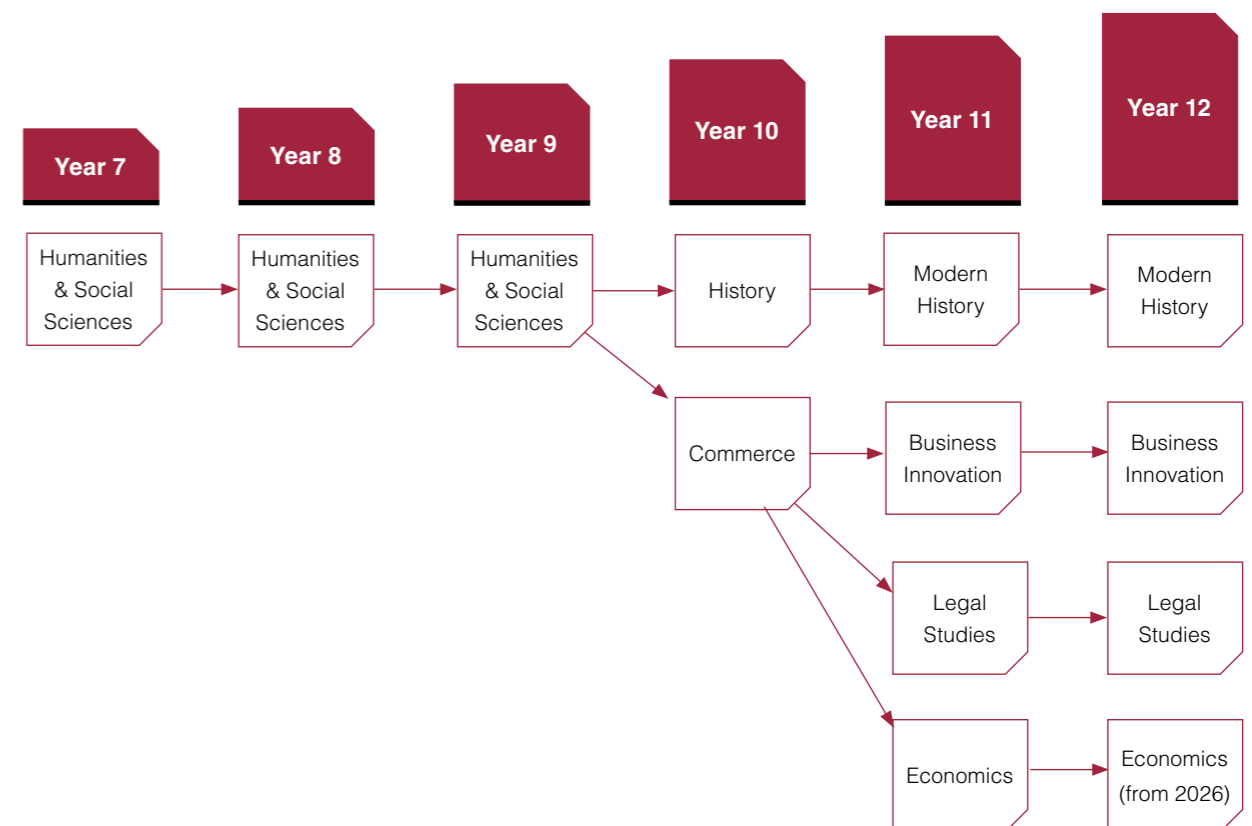 Year 7
Year 8
Year 9
Year 10
Year 11
Year 12
Humanities
& Social
Sciences
Humanities
& Social
Sciences
Humanities
& Social
Sciences
History
Modern
History
Modern
History
Commerce
Business
Innovation
Business
Innovation
Legal
Studies
Legal
Studies
Economics
Economics
(from 2026)